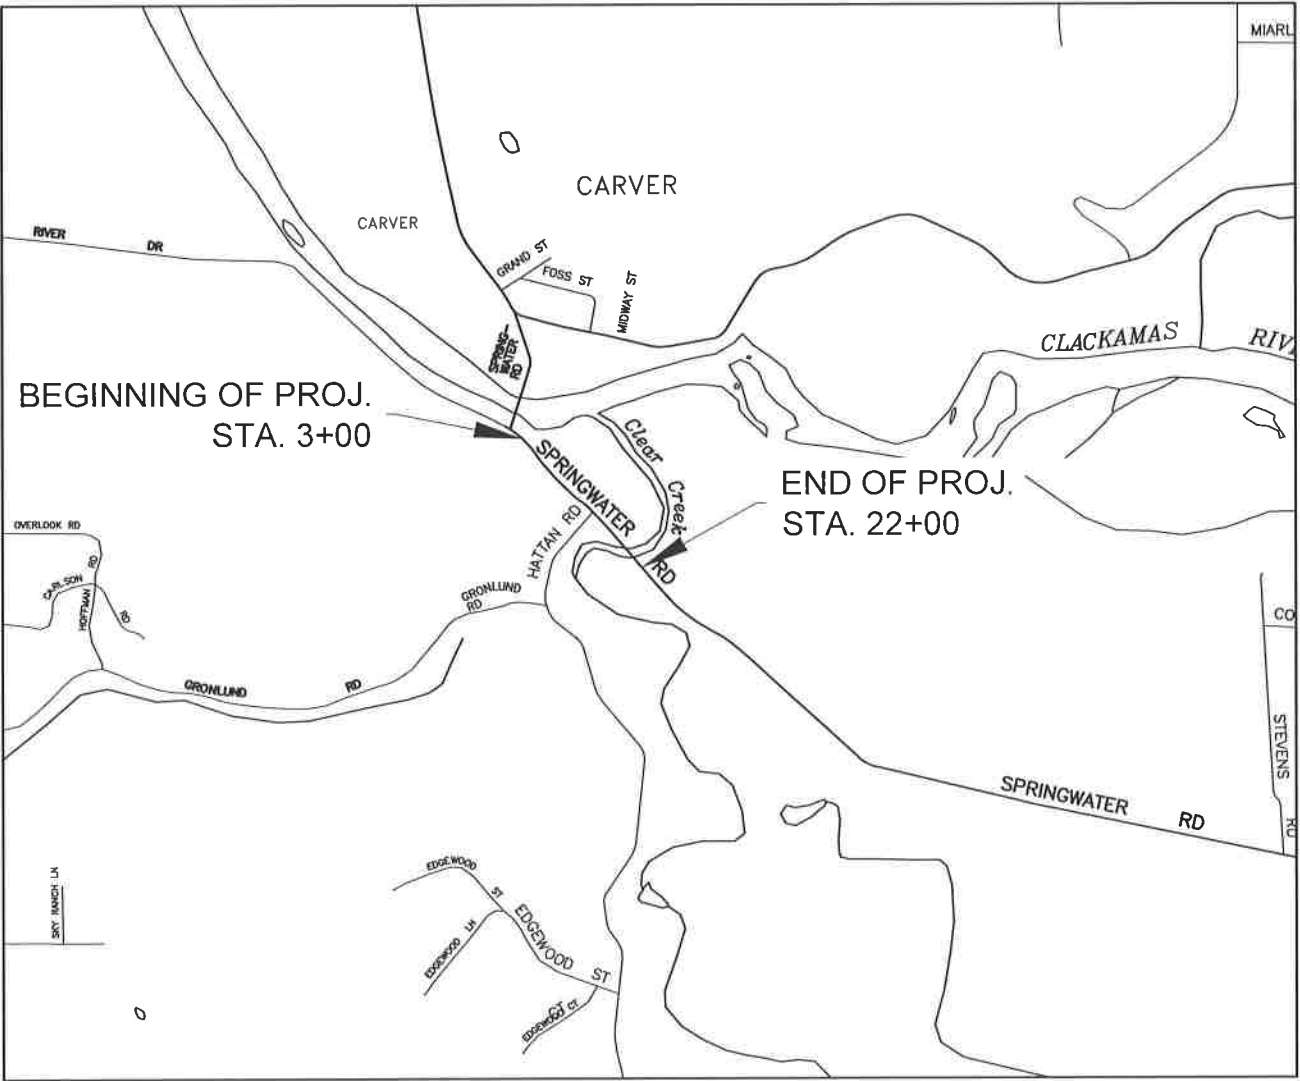 MIARL
CARVER
CARVER
RIVER DR
GRAND ST
FOSS ST
MIDWAY ST
SPRING-
WATER
RD
CLACKAMAS RIV
BEGINNING OF PROJ.
STA. 3+00
SPRINGWATER RD
Clear Creek
END OF PROJ.
STA. 22+00
HATTAN RD
GRONLUND
RD
OVERLOOK RD
CARLSON RD
HOFFMAN RD
GRONLUND RD
CO
STEVENS RD
SPRINGWATER RD
SKY RANCH LN
EDGEWOOD ST
EDGEWOOD ST
EDGEWOOD LN
EDGEWOOD CT
CT